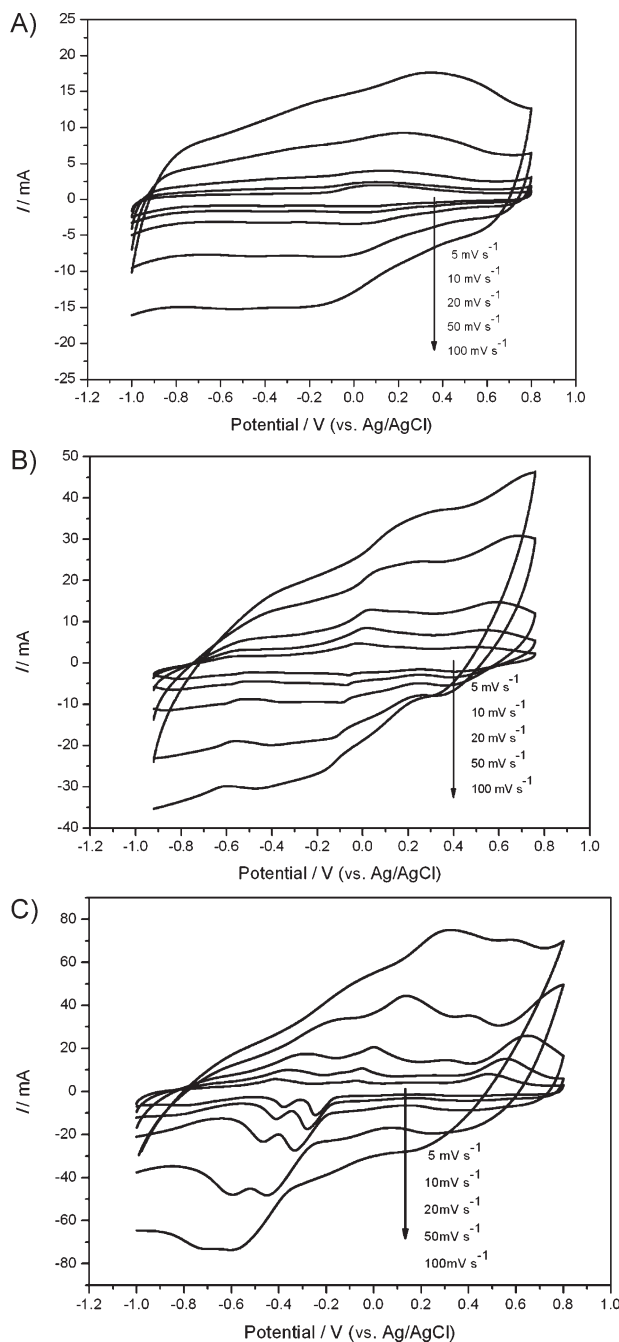 A)
25
20
15
10
5
0
-5
-10
-15
-20
25
I / mA
5 mV s-1
10 mV s-1
20 mV s-1
50 mV s-1
100 mV s-1
-1.2 -1.0 -0.8 -0.6 -0.4 -0.2 0.0 0.2 0.4 0.6 0.8 1.0
Potential / V (vs. Ag/AgCl)
B)
50
40
30
20
10
0
-10
-20
-30
-40
I / mA
5 mV s-1
10 mV s-1
20 mV s-1
50 mV s-1
100 mV s-1
-1.2 -1.0 -0.8 -0.6 -0.4 -0.2 0.0 0.2 0.4 0.6 0.8 1.0
Potential / V (vs. Ag/AgCl)
C)
80
60
40
20
0
-20
-40
-60
-80
I / mA
5 mV s-1
10mV s-1
20mV s-1
50mV s-1
100mV s-1
-1.2 -1.0 -0.8 -0.6 -0.4 -0.2 0.0 0.2 0.4 0.6 0.8 1.0
Potential / V (vs. Ag/AgCl)